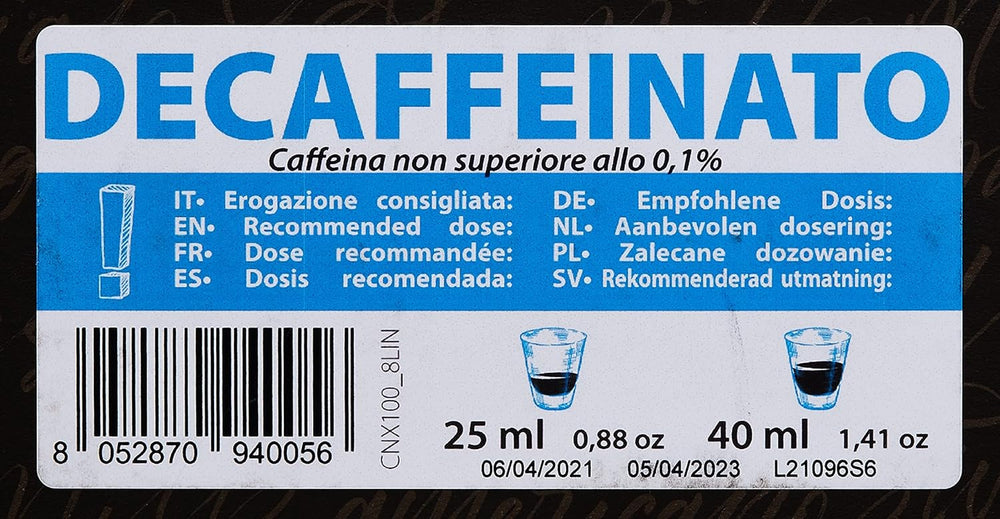 DECAFFEINATO
Caffeina non superiore allo 0,1%
IT• Erogazione consigliata:
EN• Recommended dose:
FR• Dose recommandée:
ES• Dosis recomendada:
DE• Empfohlene Dosis:
NL• Aanbevolen dosering:
PL• Zalecane dozowanie:
SV• Rekommenderad utmatning:
8 052870 940056
CNX100_8LIN
25 ml 0,88 oz 40 ml 1,41 oz
06/04/2021 05/04/2023 L21096S6